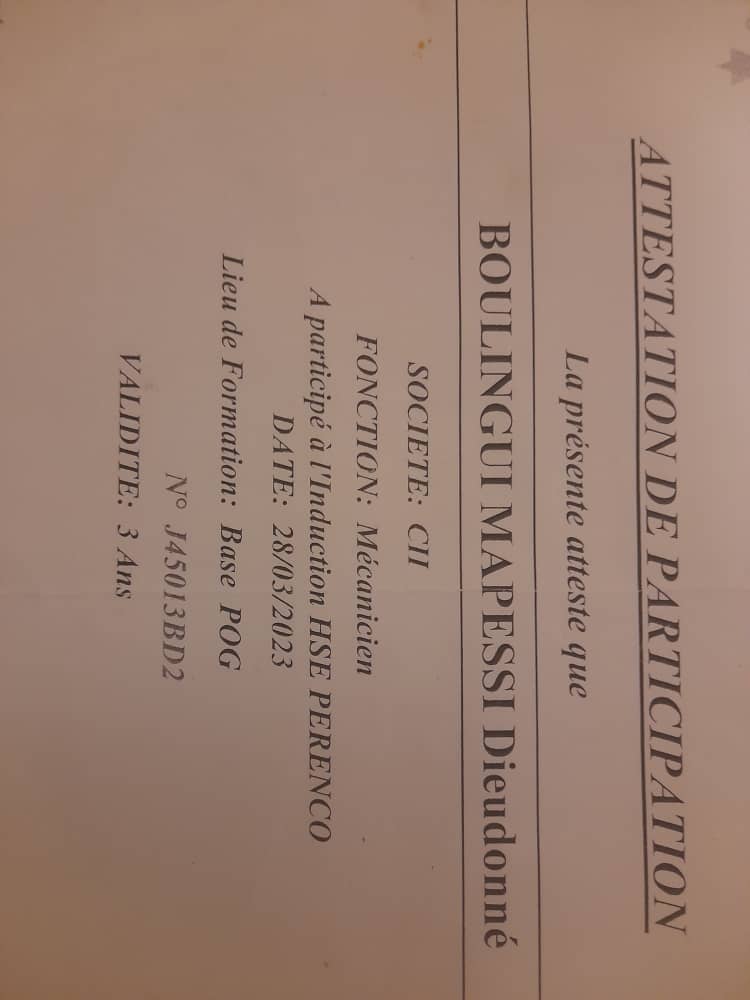 ATTESTATION DE PARTICIPATION
La présente atteste que
BOULINGUI MAPESSI Dieudonné
SOCIETE: CII
FONCTION: Mécanicien
A participé à l'Induction HSE PERENCO
DATE: 28/03/2023
Lieu de Formation: Base POG
N° J45013BD2
VALIDITE: 3 Ans